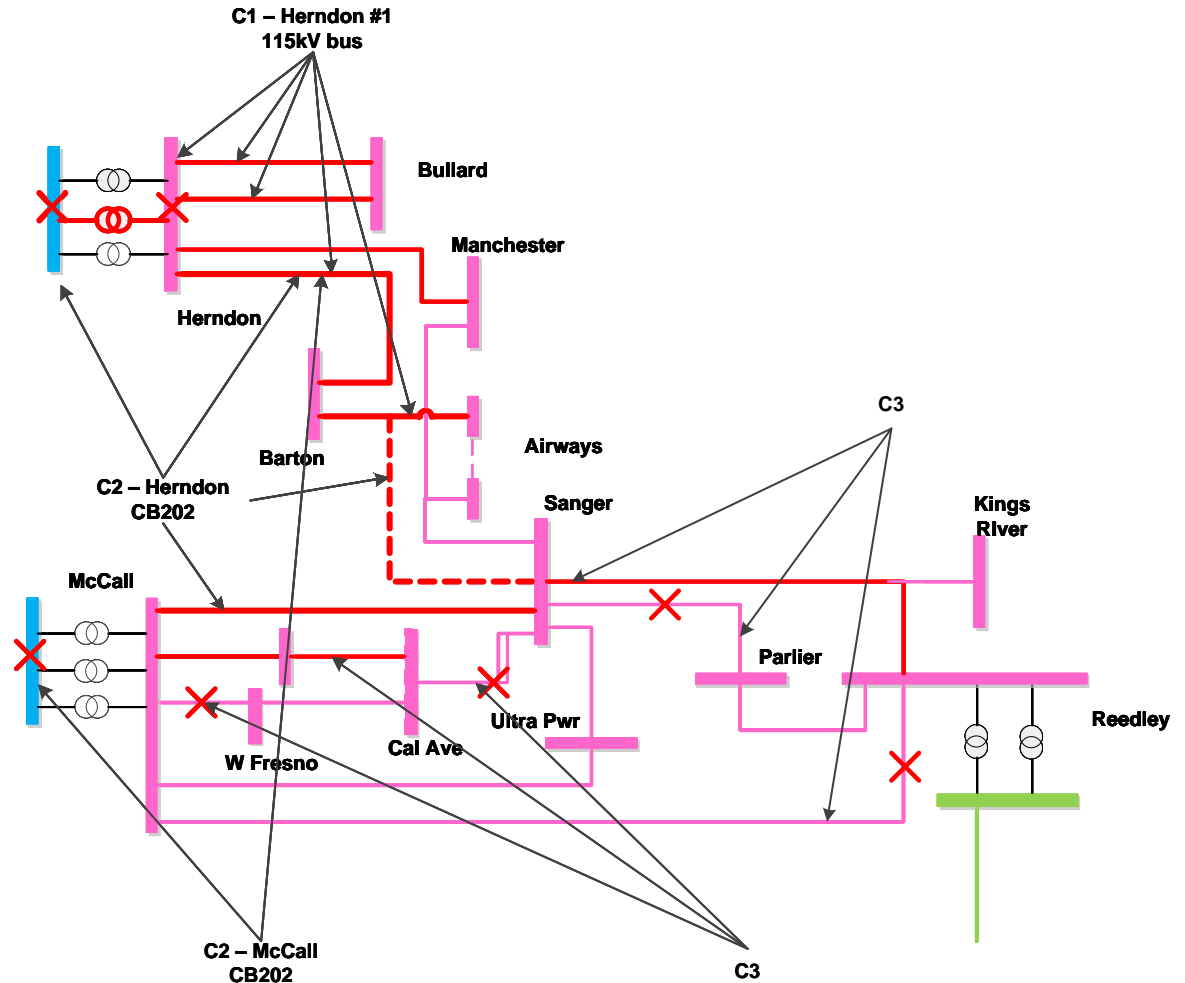 C1 – Herndon #1
115kV bus
Bullard
Manchester
Herndon
C3
Barton
Airways
C2 – Herndon
CB202
Sanger
Kings
RIver
McCall
Parlier
Reedley
Ultra Pwr
Cal Ave
W Fresno
C2 – McCall
CB202
C3